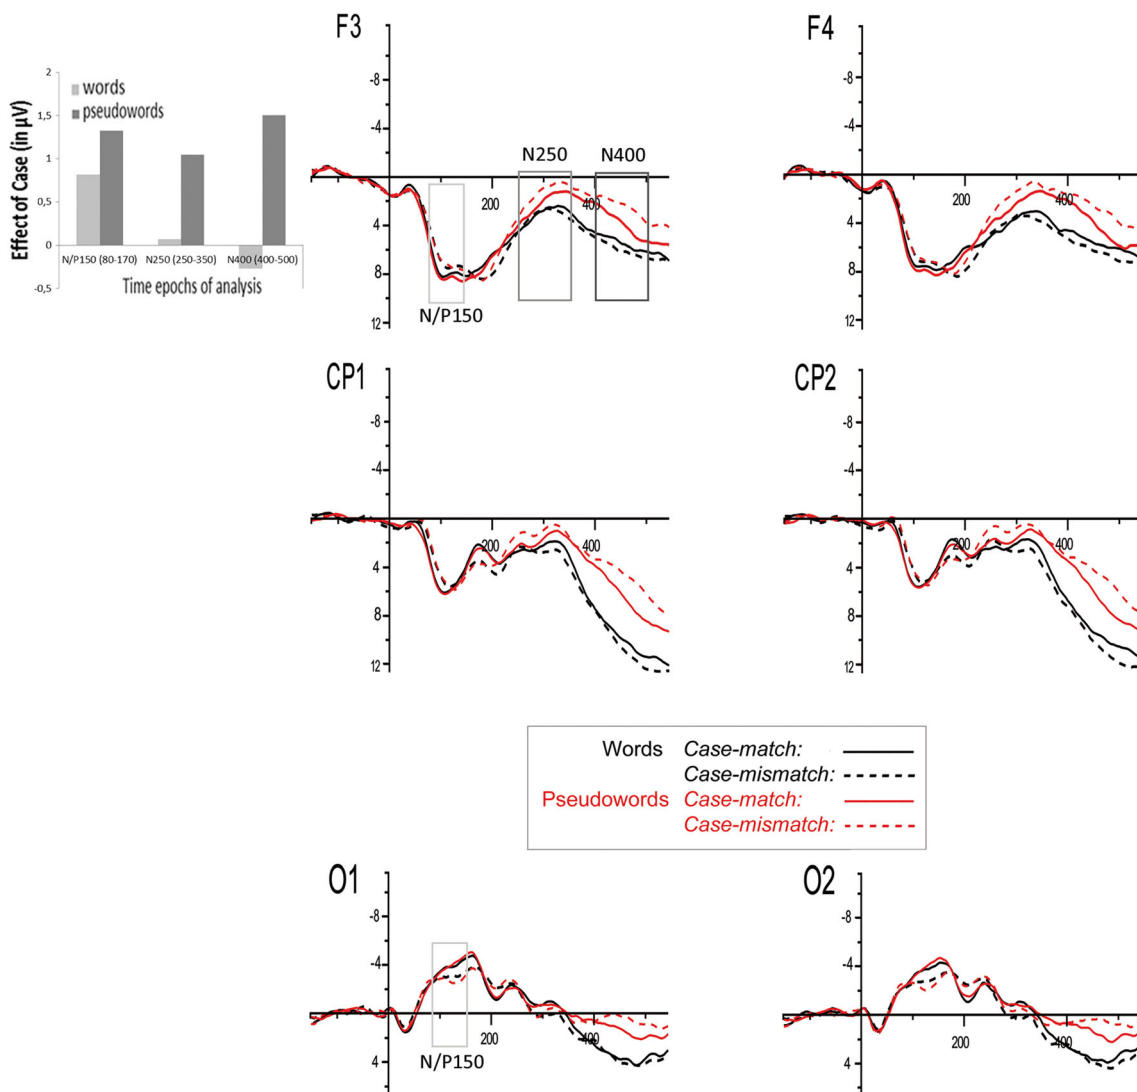 Effect of Case (in µV)
2
1,5
1
0,5
0
-0,5
words
pseudowords
N/P150 (80-170) N250 (250-350) N400 (400-500)
Time epochs of analysis
F3
-8
-4
4
8
12
200
400
N250
N400
N/P150
F4
-8
-4
4
8
12
200
400
CP1
-8
-4
4
8
12
200
400
CP2
-8
-4
4
8
12
200
400
Words Case-match:
Case-mismatch:
Pseudowords Case-match:
Case-mismatch:
O1
-8
-4
4
200
400
N/P150
O2
-8
-4
4
200
400